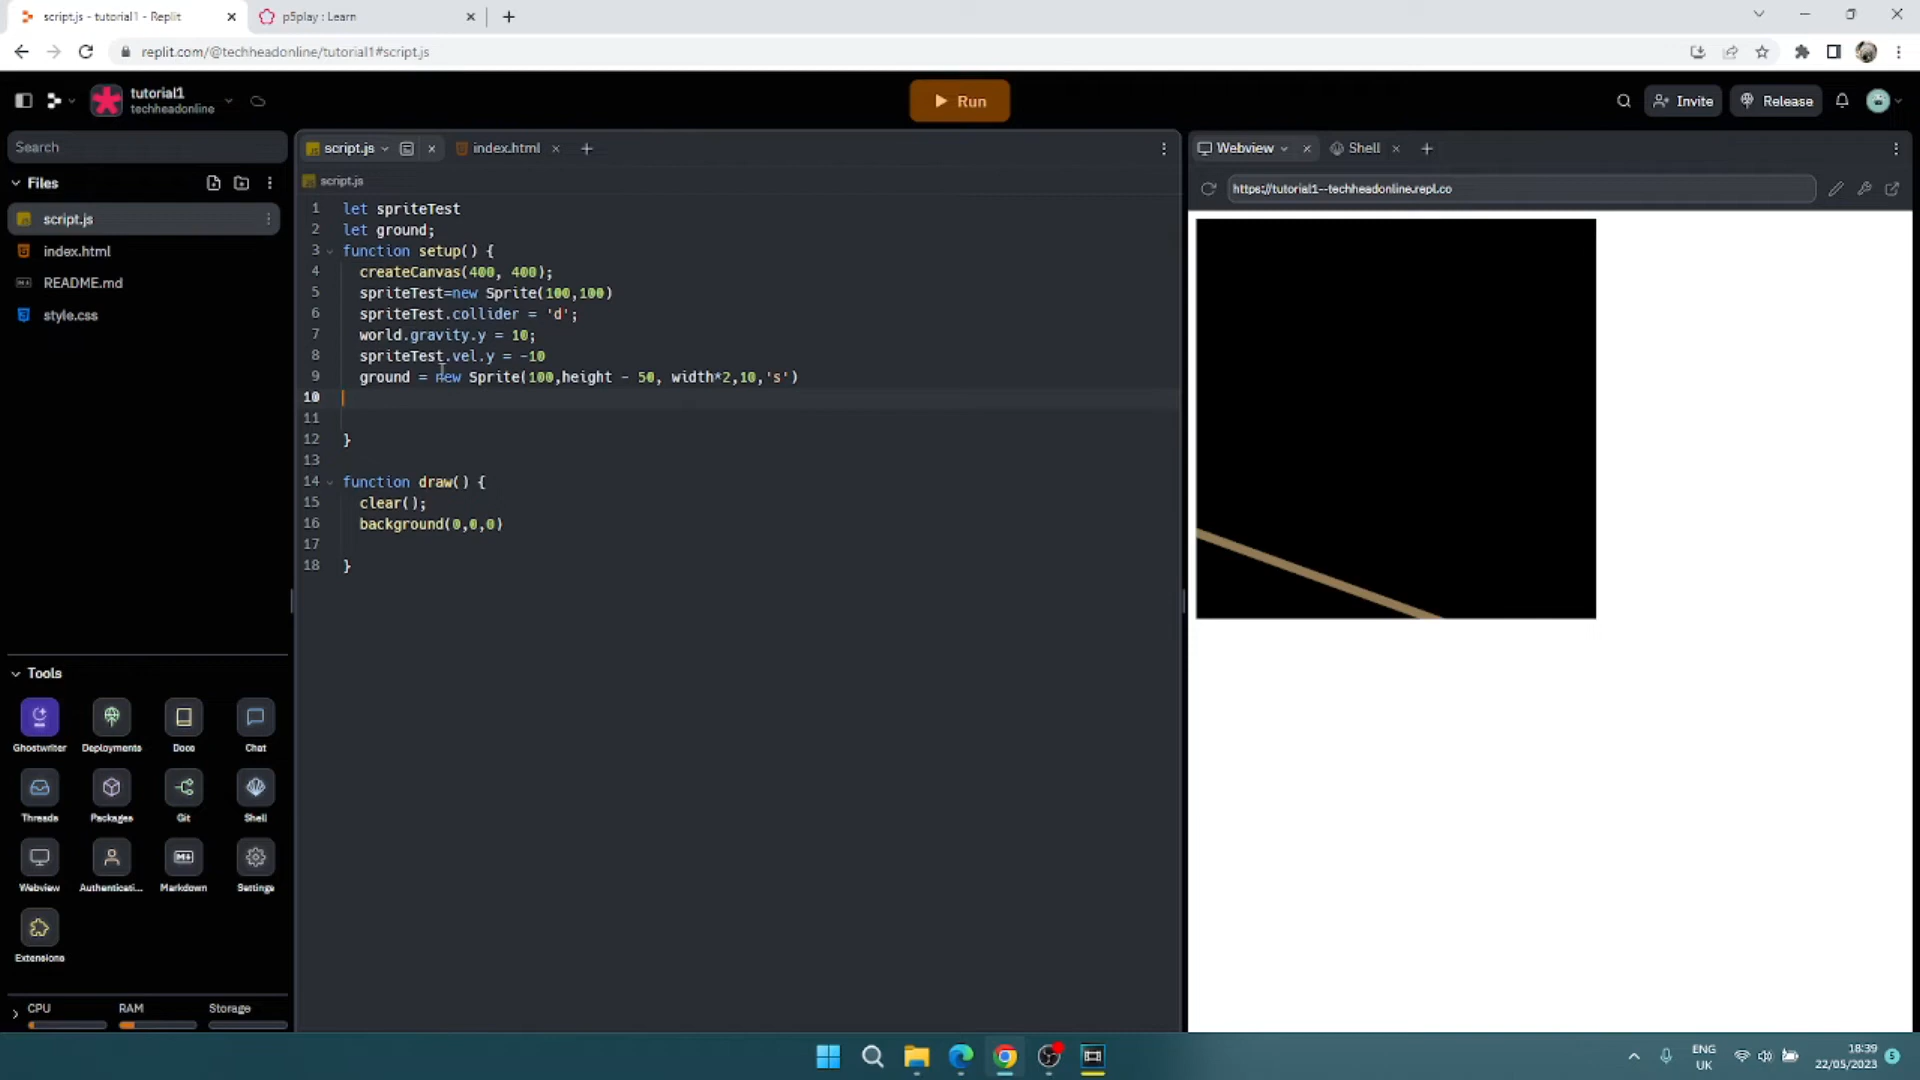 script.js - tutorial1 - Replit
p5play : Learn
replit.com/@techheadonline/tutorial1#script.js
tutorial1
techheadonline
Run
Invite
Release
Search
script.js
index.html
Webview
Shell
Files
script.js
https://tutorial1--techheadonline.repl.co
script.js
index.html
README.md
style.css
1 let spriteTest
2 let ground;
3 function setup() {
4 createCanvas(400, 400);
5 spriteTest=new Sprite(100,100)
6 spriteTest.collider = 'd';
7 world.gravity.y = 10;
8 spriteTest.vel.y = -10
9 ground = new Sprite(100,height - 50, width*2,10,'s')
10
11
12 }
13
14 function draw() {
15 clear();
16 background(0,0,0)
17
18 }
Tools
Ghostwriter
Deployments
Docs
Chat
Threads
Packages
Git
Shell
Webview
Authenticati...
Markdown
Settings
Extensions
CPU
RAM
Storage
ENG
UK
18:39
22/05/2023
5